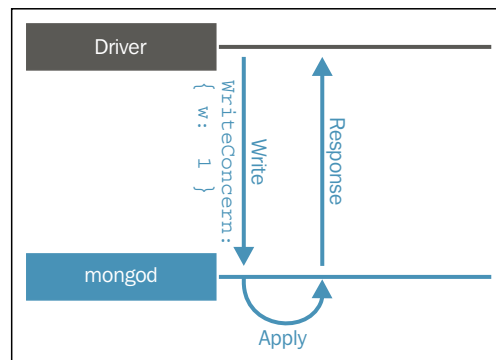 Driver
WriteConcern:
{ w: 1 }
Write
Response
mongod
Apply